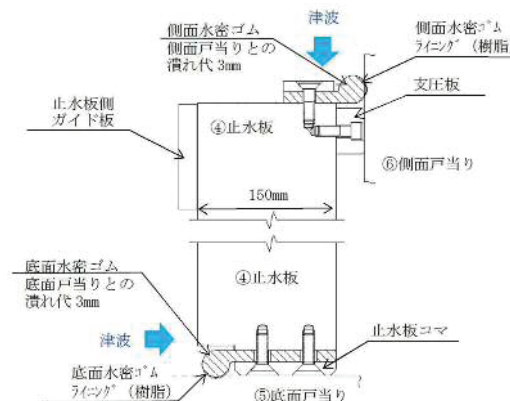 津波
側面水密ゴム
側面戸当りとの
潰れ代 3mm
側面水密ゴム
ライニング（樹脂）
支圧板
止水板側
ガイド板
④止水板
⑥側面戸当り
150mm
底面水密ゴム
底面戸当りとの
潰れ代 3mm
④止水板
津波
止水板コマ
底面水密ゴム
ライニング（樹脂）
⑤底面戸当り